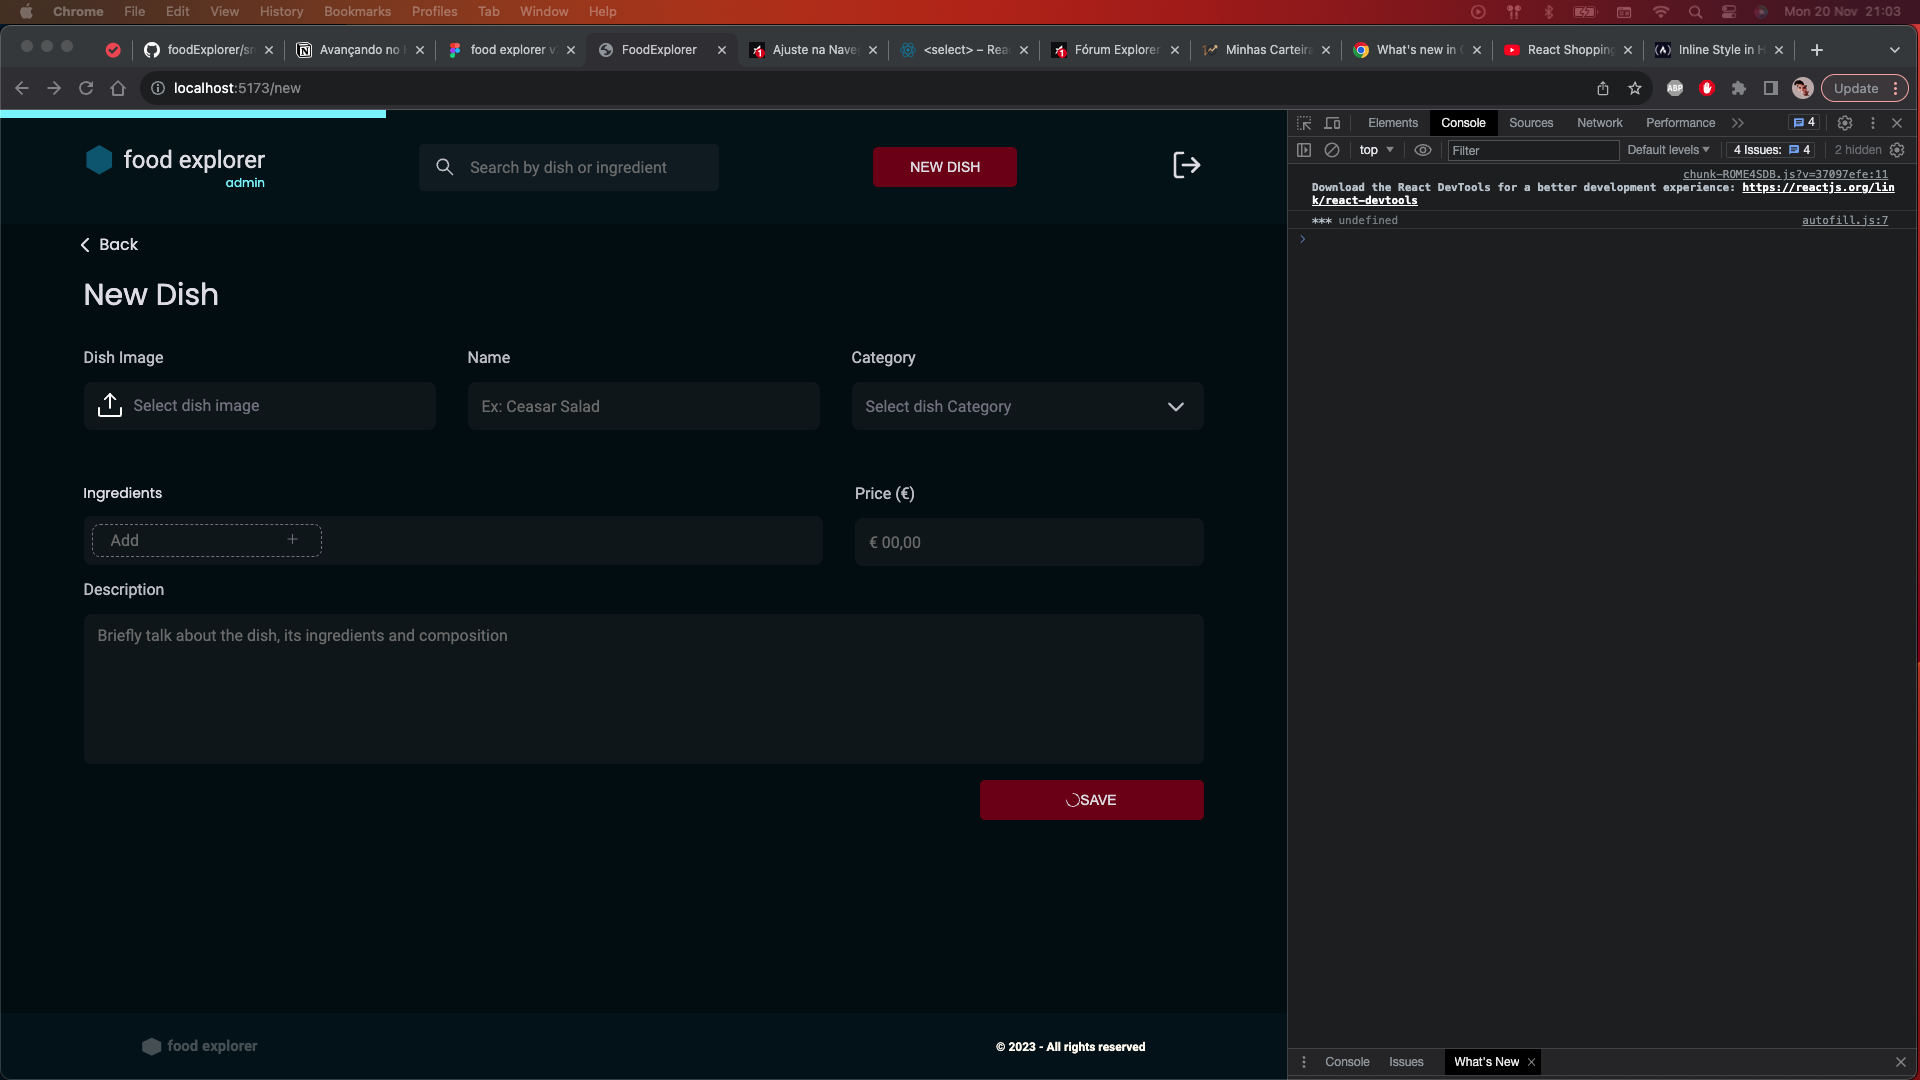 Chrome File Edit View History Bookmarks Profiles Tab Window Help Mon 20 Nov 21:03
foodExplorer/sr Avançando no food explorer v FoodExplorer Ajuste na Nave <select> – Rea Fórum Explorer Minhas Carteira What's new in React Shopping Inline Style in H
localhost:5173/new ABP Update
Elements Console Sources Network Performance 4
top Filter Default levels 4 Issues: 4 2 hidden
chunk-ROME4SDB.js?v=37097efe:11
Download the React DevTools for a better development experience: https://reactjs.org/lin
k/react-devtools
*** undefined autofill.js:7
food explorer
admin
Search by dish or ingredient
NEW DISH
Back
New Dish
Dish Image Name Category
Select dish image Ex: Ceasar Salad Select dish Category
Ingredients Price (€)
Add + € 00,00
Description
Briefly talk about the dish, its ingredients and composition
SAVE
food explorer © 2023 - All rights reserved
Console Issues What's New